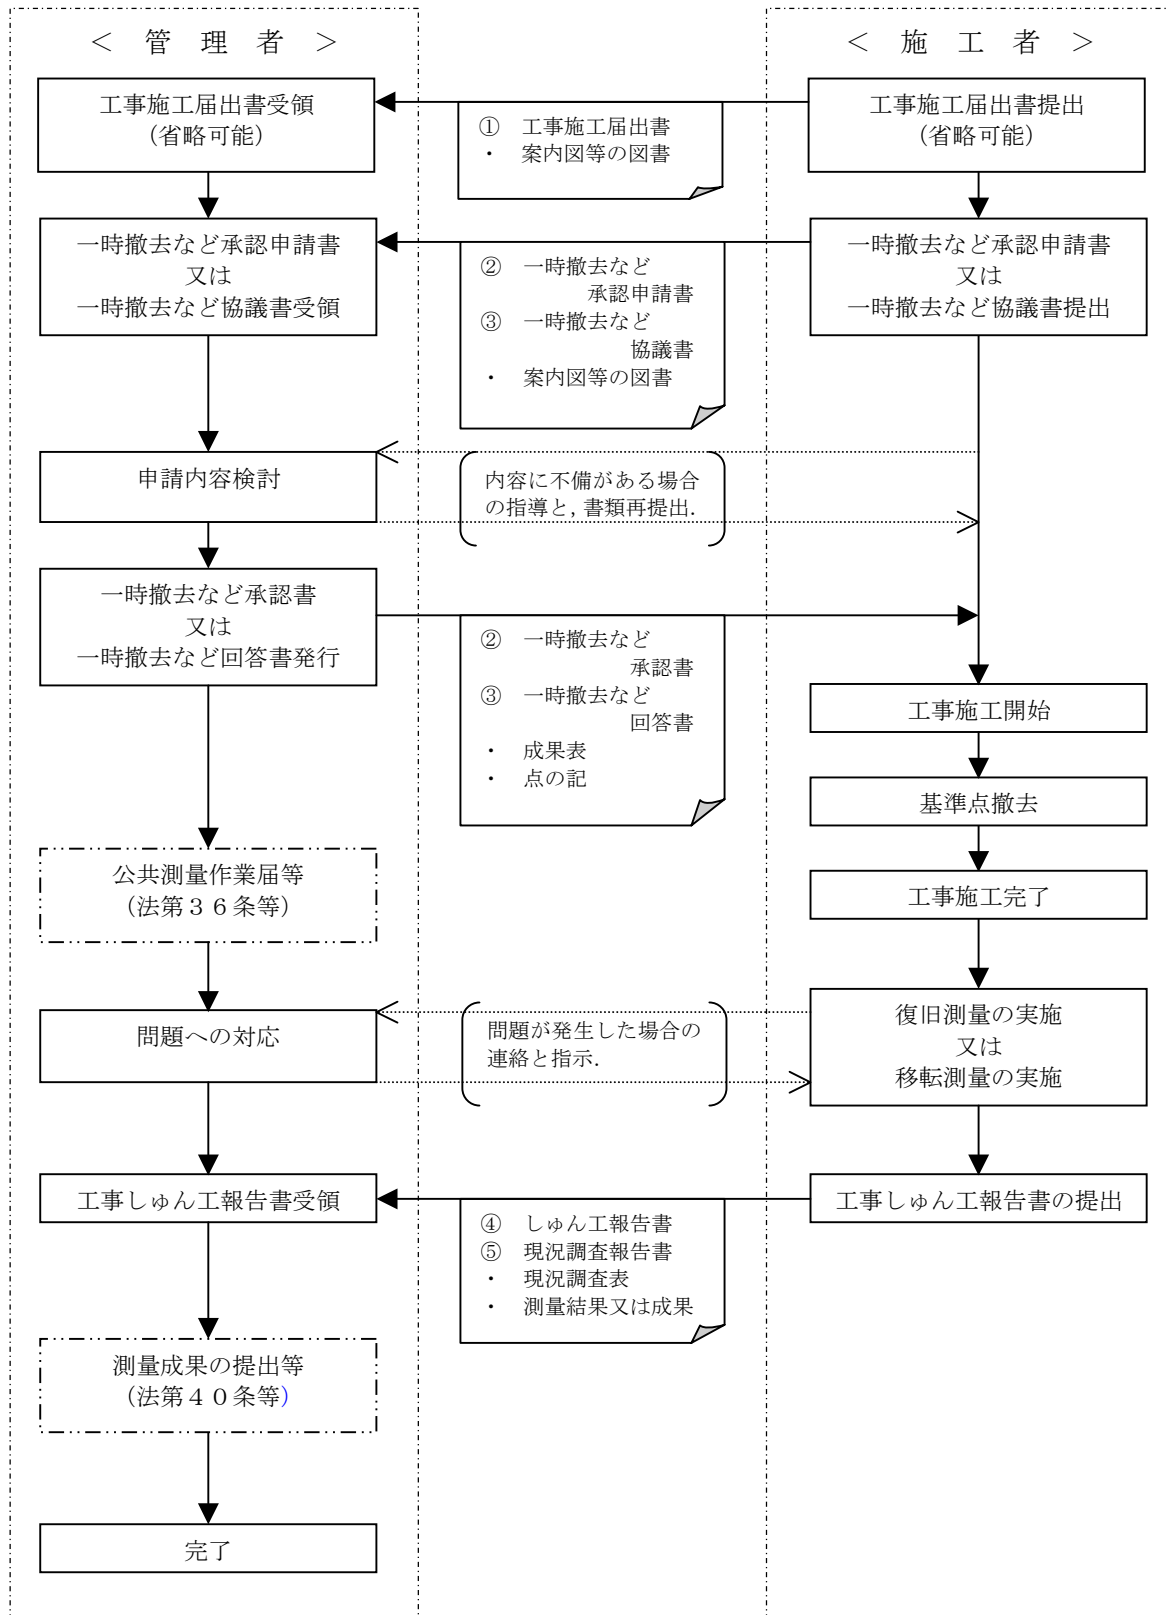 ＜　管　理　者　＞
＜　施　工　者　＞
工事施工届出書受領
（省略可能）
①　工事施工届出書
・　案内図等の図書
工事施工届出書提出
（省略可能）
一時撤去など承認申請書
又は
一時撤去など協議書受領
②　一時撤去など
承認申請書
③　一時撤去など
協議書
・　案内図等の図書
一時撤去など承認申請書
又は
一時撤去など協議書提出
申請内容検討
内容に不備がある場合
の指導と，書類再提出．
一時撤去など承認書
又は
一時撤去など回答書発行
②　一時撤去など
承認書
③　一時撤去など
回答書
・　成果表
・　点の記
工事施工開始
基準点撤去
工事施工完了
公共測量作業届等
（法第３６条等）
問題への対応
問題が発生した場合の
連絡と指示．
復旧測量の実施
又は
移転測量の実施
工事しゅん工報告書受領
④　しゅん工報告書
⑤　現況調査報告書
・　現況調査表
・　測量結果又は成果
工事しゅん工報告書の提出
測量成果の提出等
（法第４０条等）
完了